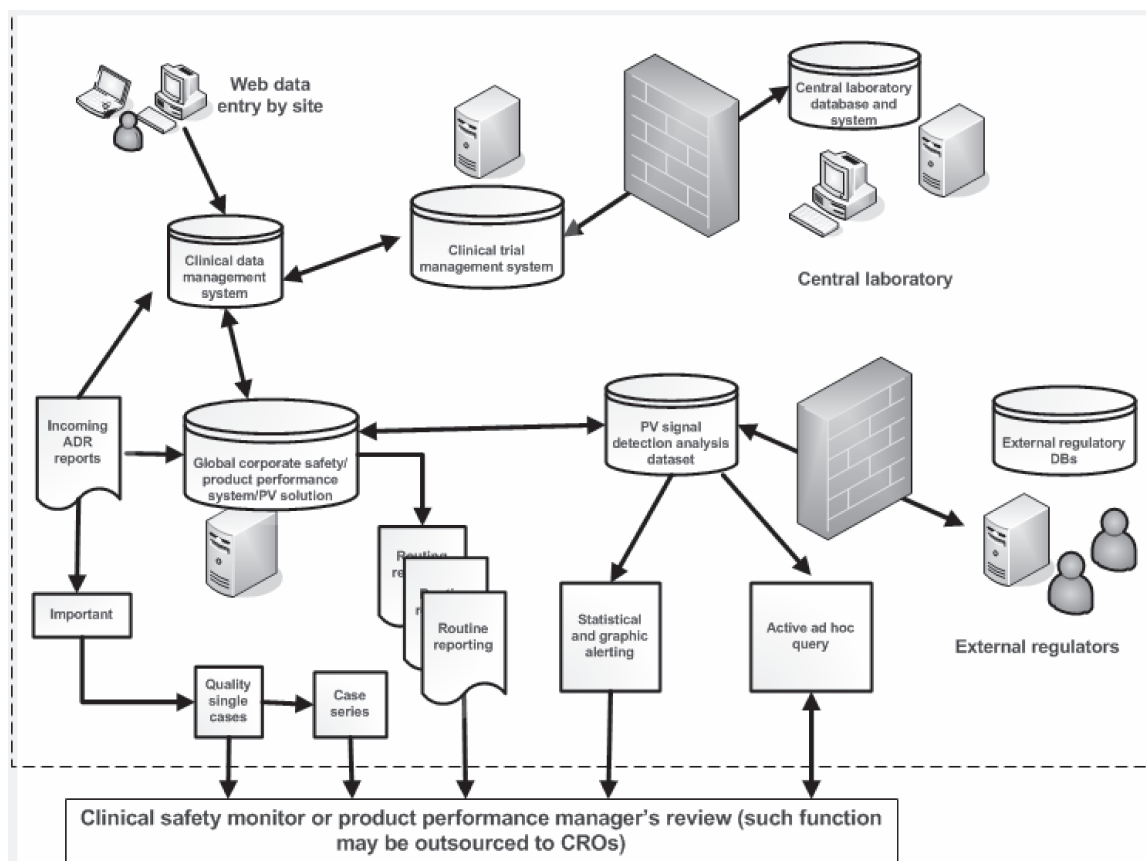 Web data
entry by site
Central laboratory
database and
system
Clinical trial
management system
Clinical data
management
system
Central laboratory
Incoming
ADR
reports
Global corporate safety/
product performance
system/PV solution
PV signal
detection analysis
dataset
External regulatory
DBs
Important
Routing
Routine
reporting
Statistical
and graphic
alerting
Active ad hoc
query
External regulators
Quality
single
cases
Case
series
Clinical safety monitor or product performance manager's review (such function
may be outsourced to CROs)